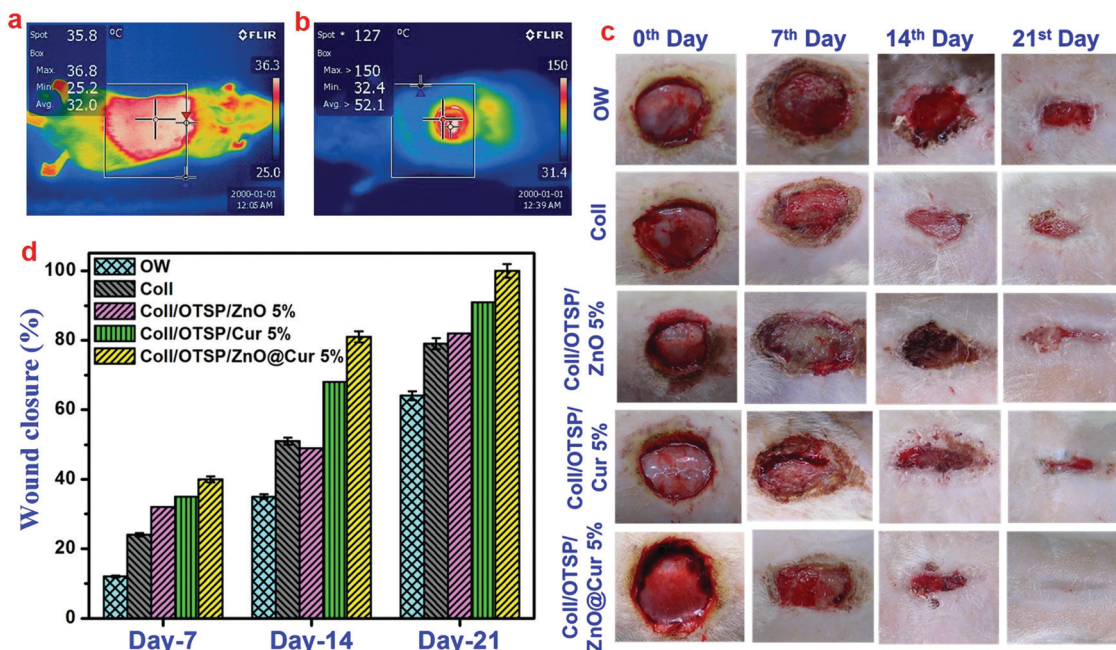 a
Spot 35.8 °C
Box
Max. 36.8
Min. 25.2
Avg. 32.0
FLIR
36.3
25.0
2000-01-01
12:05 AM
b
Spot * 127 °C
Box
Max. > 150
Min. 32.4
Avg. > 52.1
FLIR
150
31.4
2000-01-01
12:39 AM
c
0th Day 7th Day 14th Day 21st Day
OW
Coll
Coll/OTSP/
ZnO 5%
Coll/OTSP/
Cur 5%
Coll/OTSP/
ZnO@Cur 5%
d
Wound closure (%)
100
80
60
40
20
0
OW
Coll
Coll/OTSP/ZnO 5%
Coll/OTSP/Cur 5%
Coll/OTSP/ZnO@Cur 5%
Day-7 Day-14 Day-21